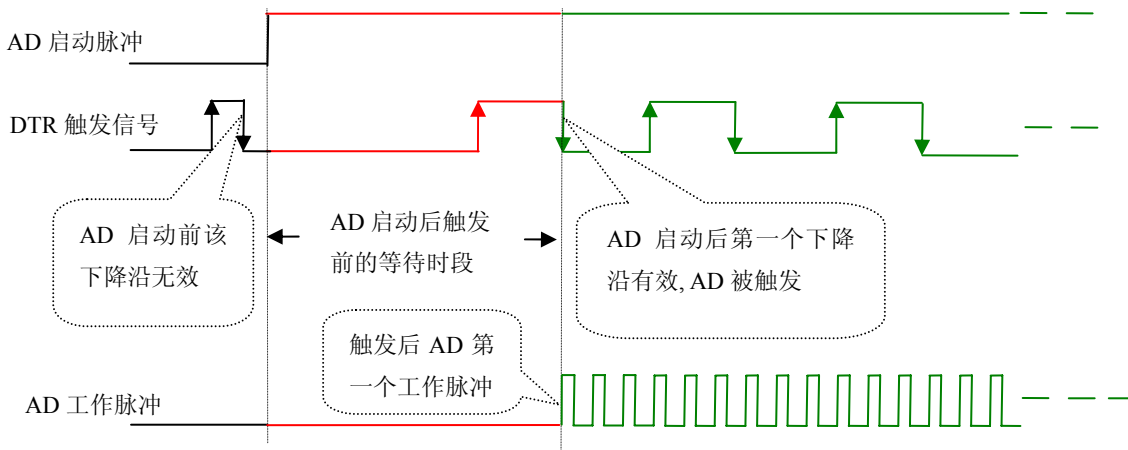 AD 启动脉冲
DTR 触发信号
AD 启动前该
下降沿无效
AD 启动后触发
前的等待时段
AD 启动后第一个下降
沿有效, AD 被触发
触发后 AD 第
一个工作脉冲
AD 工作脉冲